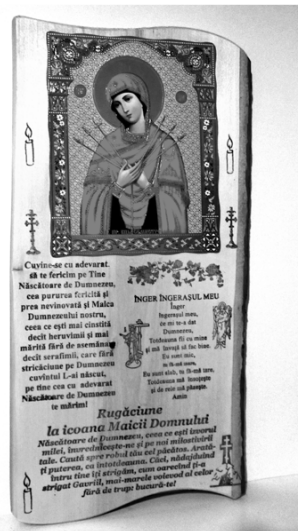 Cuvine-se cu adevarat.
să te fericim pe Tine
Născătoare de Dumnezeu,
cea pururea fericită și
prea nevinovată și Maica
Dumnezeului nostru,
ceea ce ești mai cinstită
decit heruvimii și mai
mărită fără de asemănare
decit serafimii, care fără
stricăciune pe Dumnezeu
cuvintul L-ai născut,
pe tine cea cu adevarat
Născătoare de Dumnezeu
te mărim!
ÎNGER ÎNGERAȘUL MEU
Înger
Îngerașul meu,
ce mi te-a dat
Dumnezeu,
Totdeauna fii cu mine
și mă învață să fac bine.
Eu sunt mic,
tu fă-mă mare,
Eu sunt slab, tu fă-mă tare,
Totdeauna mă însoțește
și de rele mă păzește.
Amin
Rugăciune
la icoana Maicii Domnului
Născătoare de Dumnezeu, ceea ce ești izvorul
milei, învrednicește-ne și pe noi milostivirii
tale. Caută spre robul tău cel păcătos. Arată-
ți puterea, ca întotdeauna. Căci, nădajduind
întru tine îți strigăm, cum oarecind ți-a
strigat Gavriil, mai-marele voievod al celor
fără de trup: bucură-te!